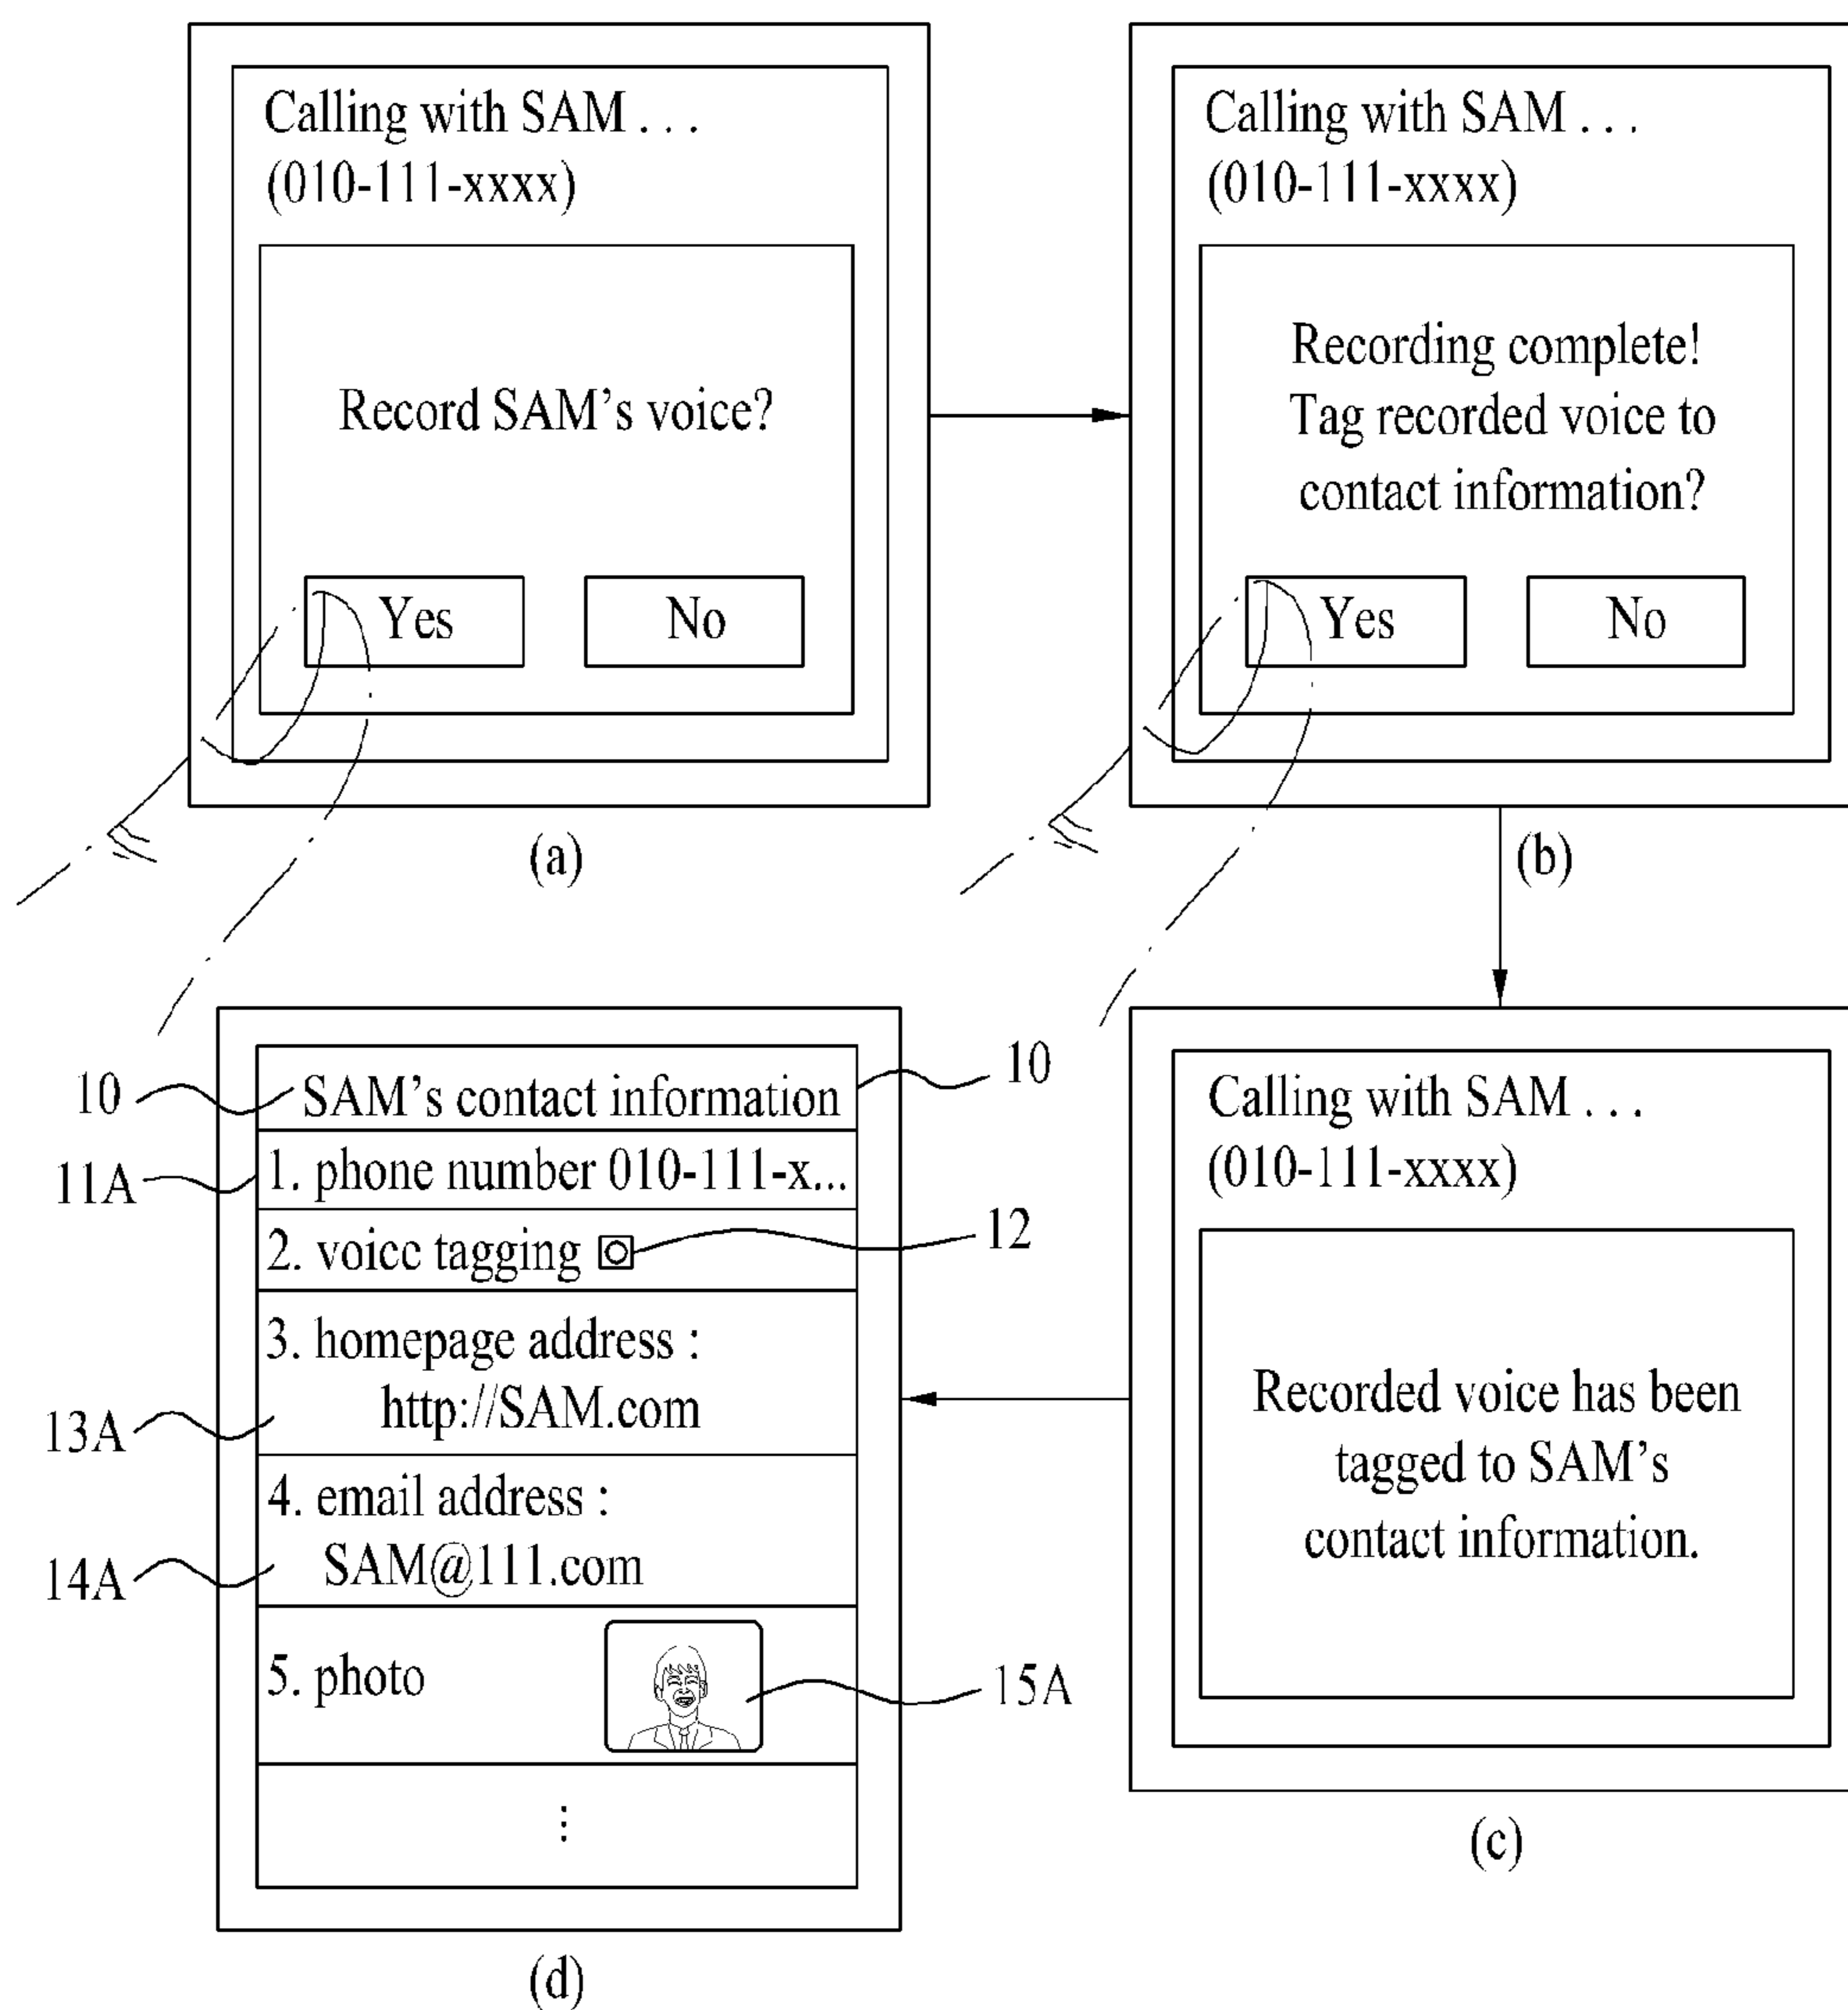 Calling with SAM . . .
(010-111-xxxx)
Record SAM's voice?
Yes
No
(a)
Calling with SAM . . .
(010-111-xxxx)
Recording complete!
Tag recorded voice to
contact information?
Yes
No
(b)
Calling with SAM . . .
(010-111-xxxx)
Recorded voice has been
tagged to SAM's
contact information.
(c)
10
SAM's contact information
10
11A
1. phone number 010-111-x...
2. voice tagging
12
3. homepage address :
http://SAM.com
13A
4. email address :
SAM@111.com
14A
5. photo
15A
⋮
(d)